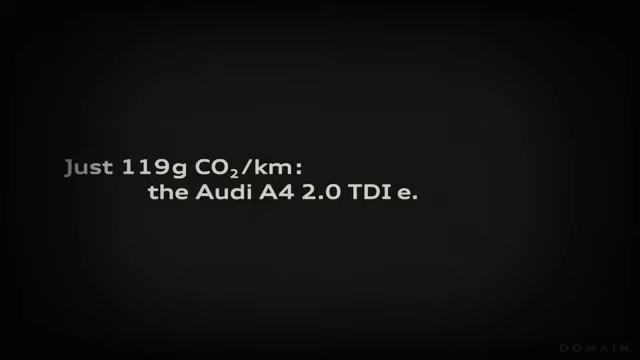 Just 119g CO₂/km:
the Audi A4 2.0 TDI e.
DOMAIN